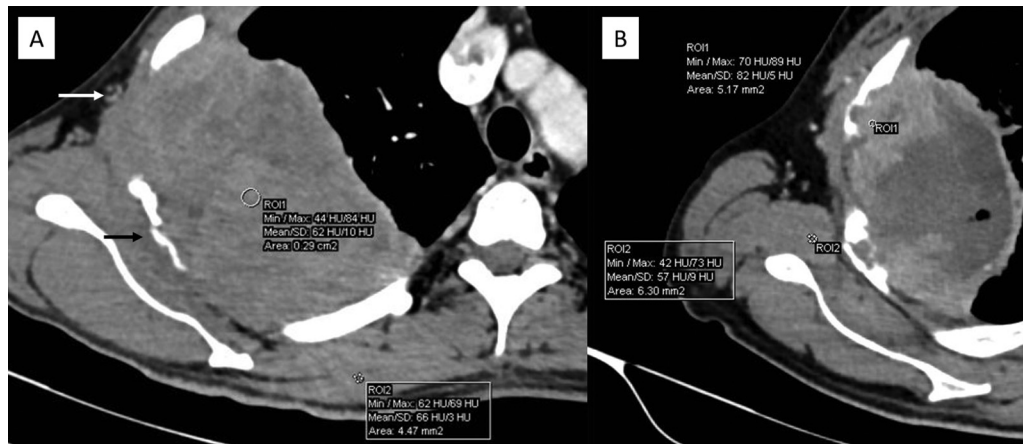 A
ROI1
Min / Max: 44 HU/84 HU
Mean/SD: 62 HU/10 HU
Area: 0.29 cm2
ROI2
Min / Max: 62 HU/69 HU
Mean/SD: 66 HU/3 HU
Area: 4.47 mm2
B
ROI1
Min / Max: 70 HU/89 HU
Mean/SD: 82 HU/5 HU
Area: 5.17 mm2
ROI1
ROI2
ROI2
Min / Max: 42 HU/73 HU
Mean/SD: 57 HU/9 HU
Area: 6.30 mm2